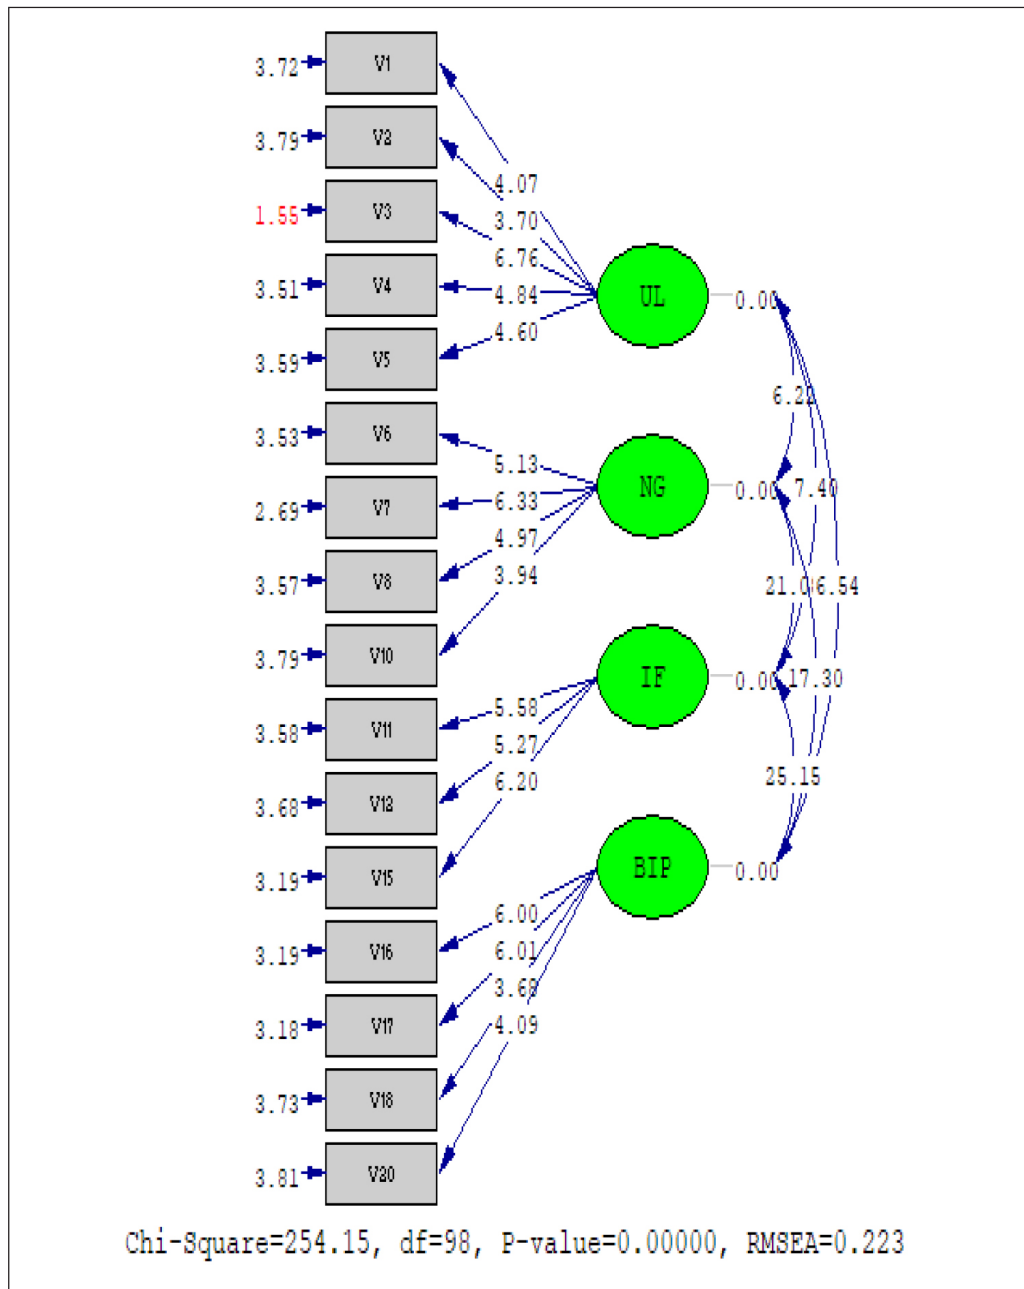 3.72 V1
3.79 V2
4.07
1.55 V3
3.70
6.76
3.51 V4
4.84
UL 0.00
4.60
3.59 V5
6.22
3.53 V6
5.13
NG 0.00 7.40
2.69 V7
6.33
4.97
3.57 V8
3.94
6.54
3.79 V10
IF 0.00 17.30
5.58
3.58 V11
5.27
6.20
25.15
3.68
3.19 V15
BIP 0.00
6.00
3.19 V16
6.01
3.68
3.18 V17
4.09
3.73 V18
3.81 V20
Chi-Square=254.15, df=98, P-value=0.00000, RMSEA=0.223